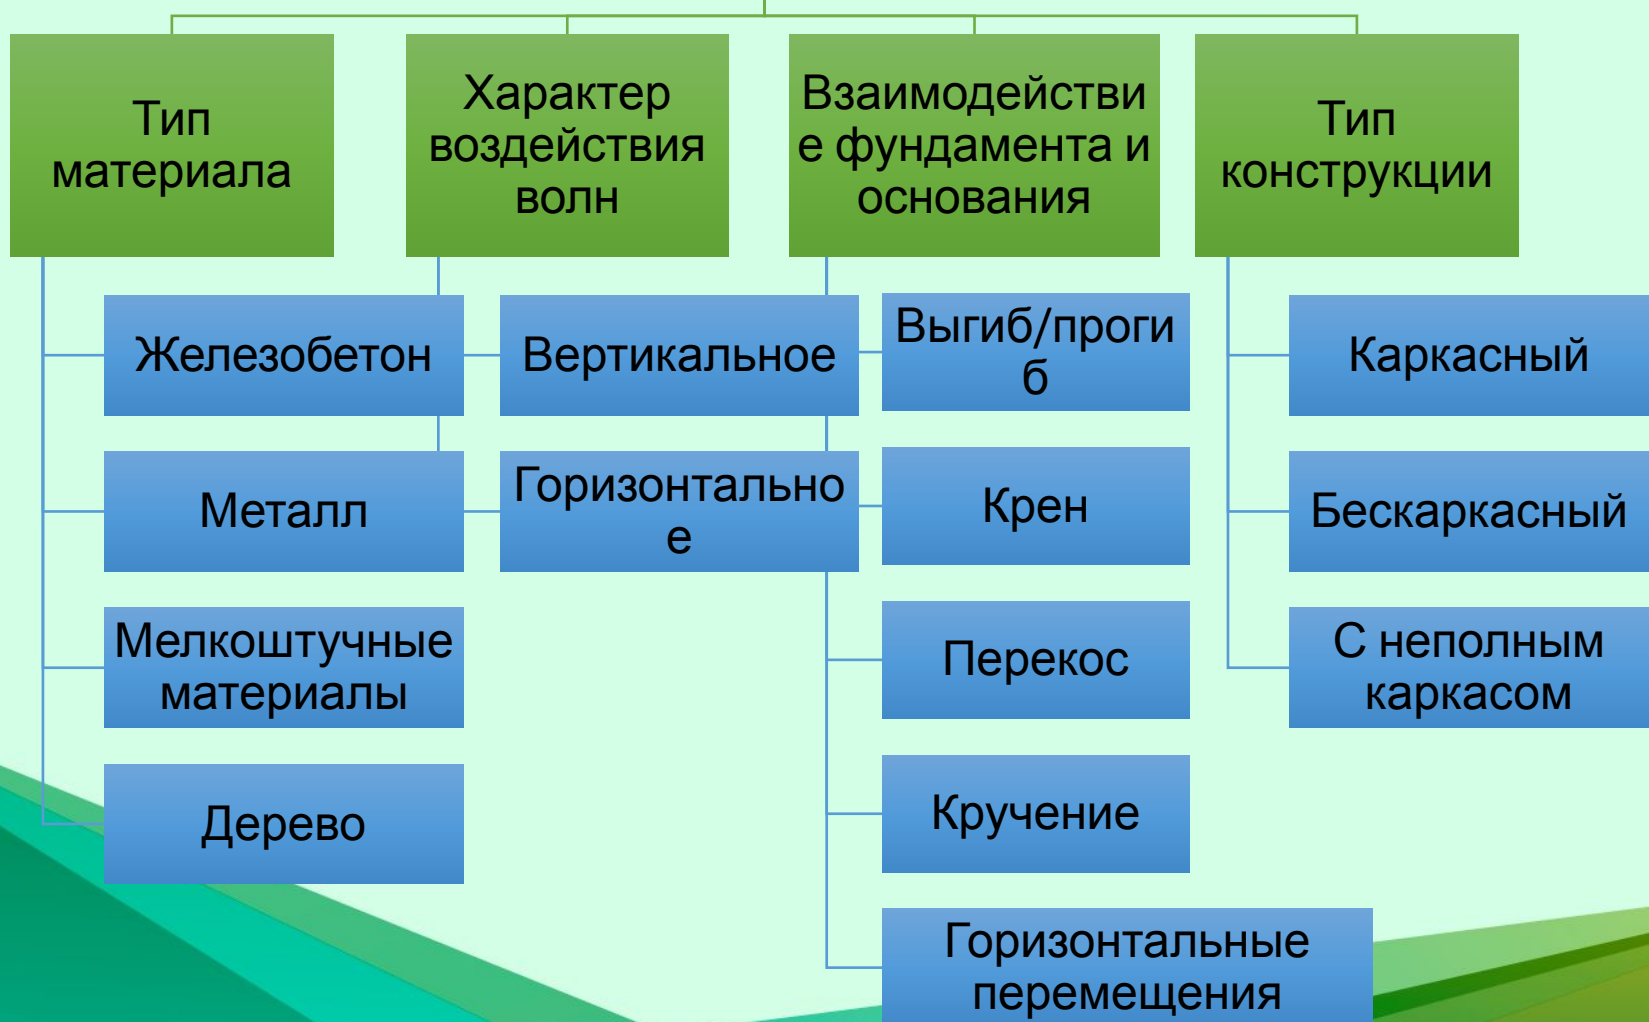 Тип
материала
Железобетон
Металл
Мелкоштучные
материалы
Дерево
Характер
воздействия
волн
Вертикальное
Горизонтально
е
Взаимодействи
е фундамента и
основания
Выгиб/проги
б
Крен
Перекос
Кручение
Горизонтальные
перемещения
Тип
конструкции
Каркасный
Бескаркасный
С неполным
каркасом